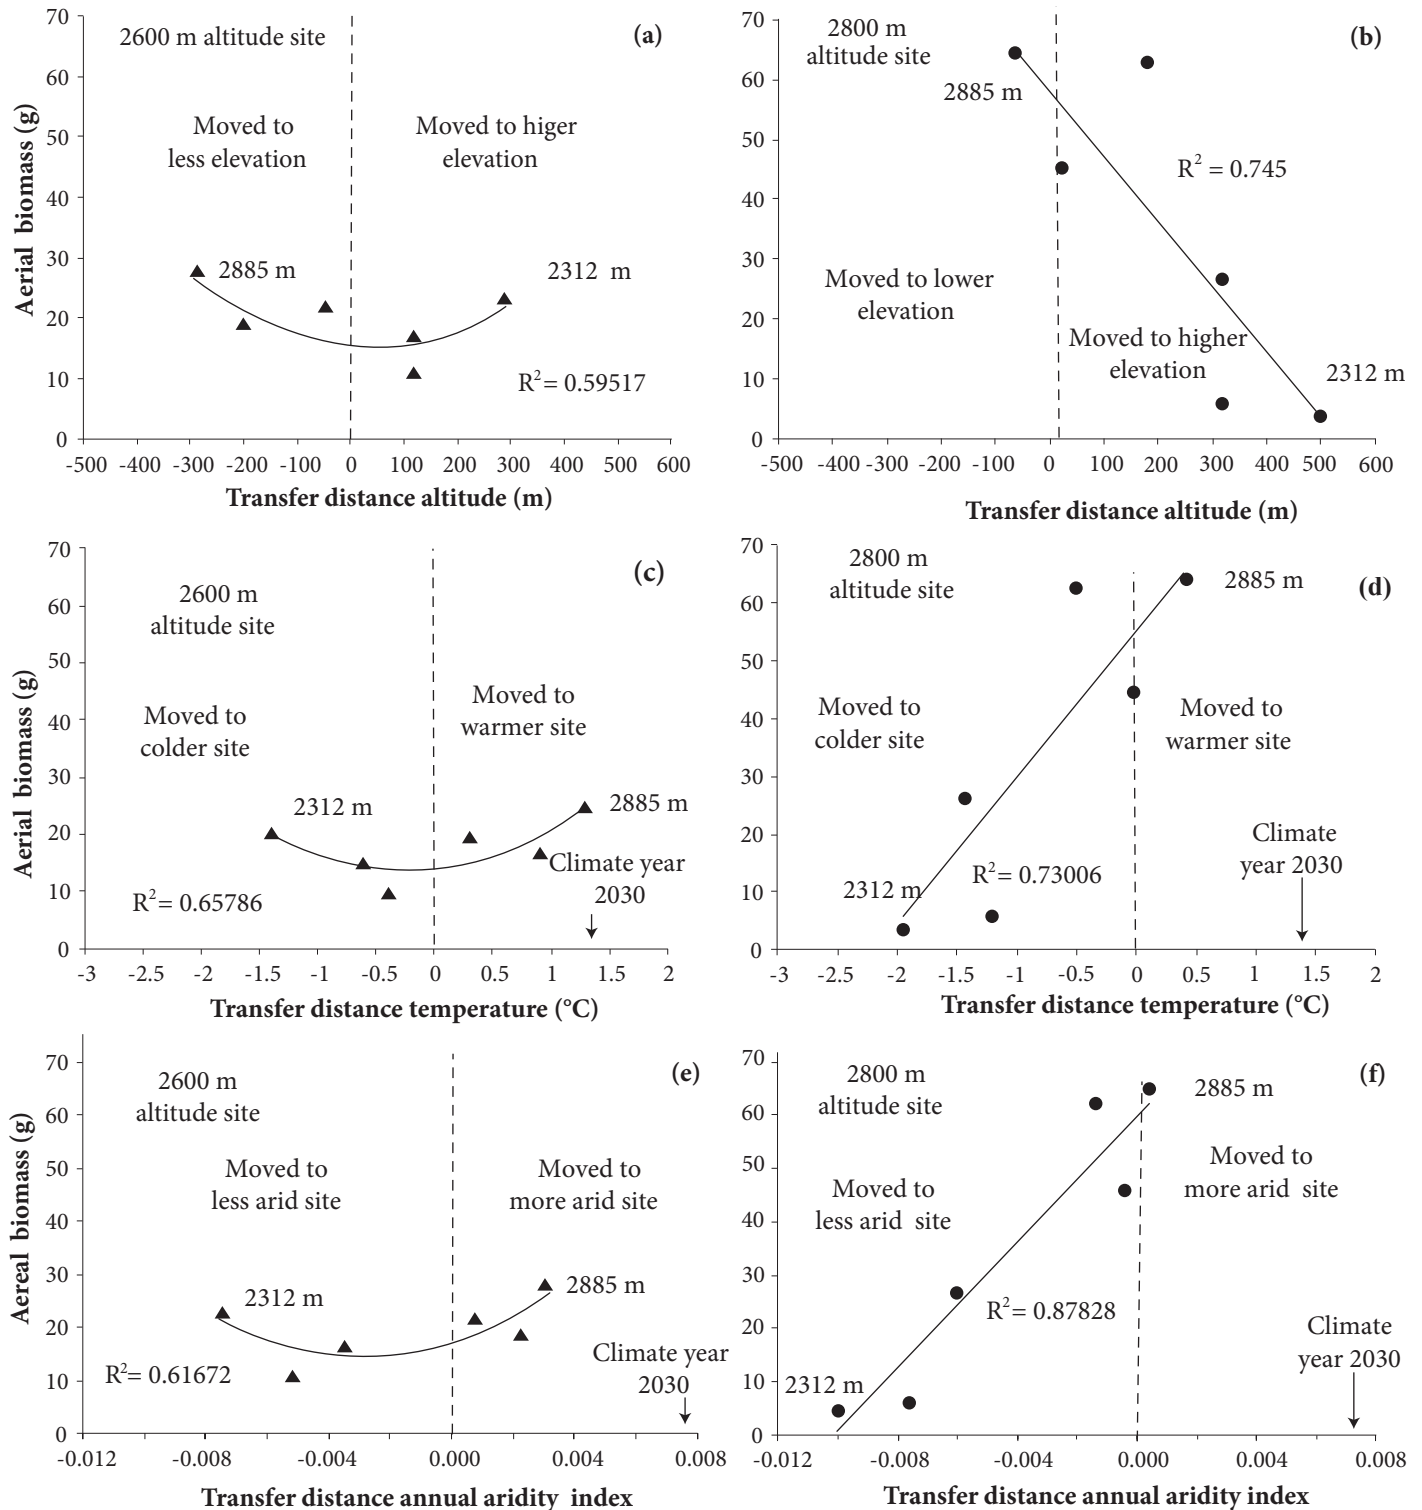 (a)
2600 m altitude site
Moved to
less elevation
Moved to higer
elevation
2885 m
2312 m
R2 = 0.59517
Aerial biomass (g)
70
60
50
40
30
20
10
0
-500 -400 -300 -200 -100 0 100 200 300 400 500 600
Transfer distance altitude (m)
(b)
2800 m
altitude site
2885 m
R2 = 0.745
Moved to lower
elevation
Moved to higher
elevation
2312 m
70
60
50
40
30
20
10
0
-500 -400 -300 -200 -100 0 100 200 300 400 500 600
Transfer distance altitude (m)
(c)
2600 m
altitude site
Moved to
colder site
Moved to
warmer site
2312 m
2885 m
Climate year
2030
R2 = 0.65786
Aerial biomass (g)
70
60
50
40
30
20
10
0
-3 -2.5 -2 -1.5 -1 -0.5 0 0.5 1 1.5 2
Transfer distance temperature (°C)
(d)
2800 m
altitude site
2885 m
Moved to
colder site
Moved to
warmer site
Climate
year 2030
R2 = 0.73006
2312 m
70
60
50
40
30
20
10
0
-3 -2.5 -2 -1.5 -1 -0.5 0 0.5 1 1.5 2
Transfer distance temperature (°C)
(e)
2600 m
altitude site
Moved to
less arid site
Moved to
more arid site
2312 m
2885 m
Climate year
2030
R2 = 0.61672
Aereal biomass (g)
70
60
50
40
30
20
10
0
-0.012 -0.008 -0.004 0.000 0.004 0.008
Transfer distance annual aridity index
(f)
2800 m
altitude site
2885 m
Moved to
more arid site
Moved to
less arid site
R2 = 0.87828
Climate
year 2030
2312 m
70
60
50
40
30
20
10
0
-0.012 -0.008 -0.004 0.000 0.004 0.008
Transfer distance annual aridity index